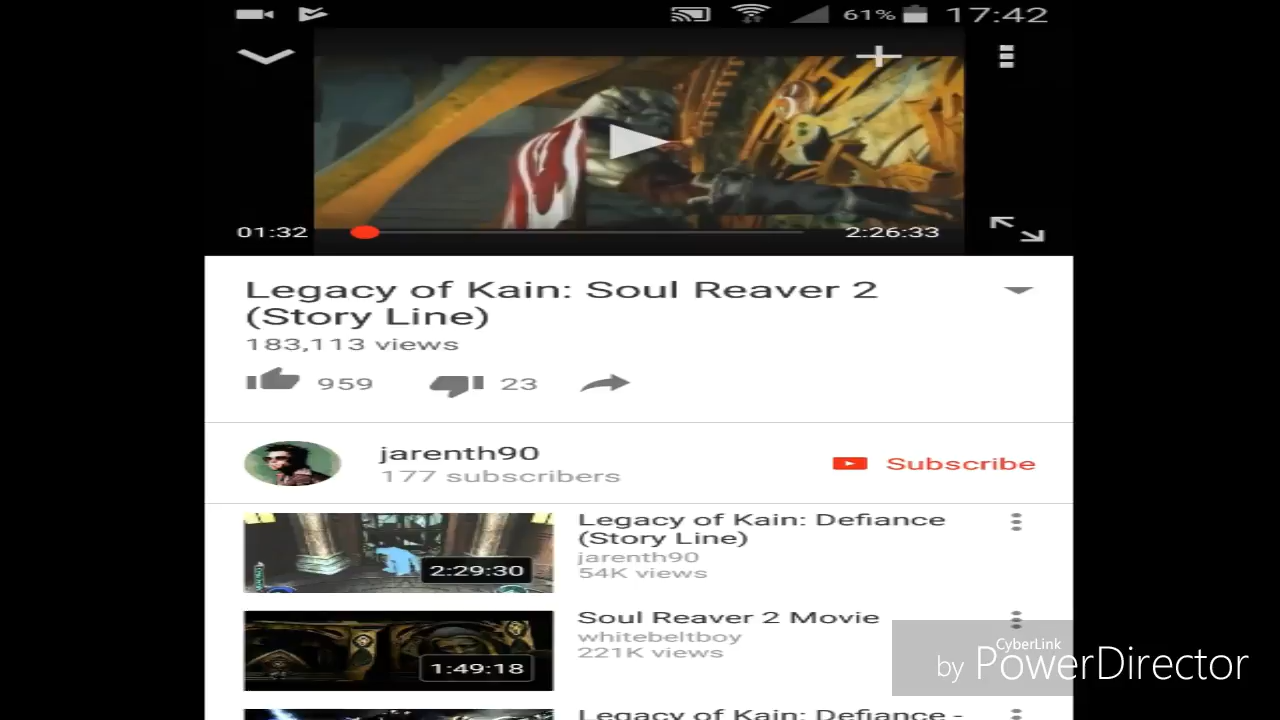 61% 17:42
01:32 2:26:33
Legacy of Kain: Soul Reaver 2
(Story Line)
183,113 views
959 23
jarenth90
177 subscribers
Subscribe
2:29:30
Legacy of Kain: Defiance
(Story Line)
jarenth90
54K views
1:49:18
Soul Reaver 2 Movie
whitebeltboy
221K views
Legacy of Kain: Defiance -
CyberLink
by PowerDirector